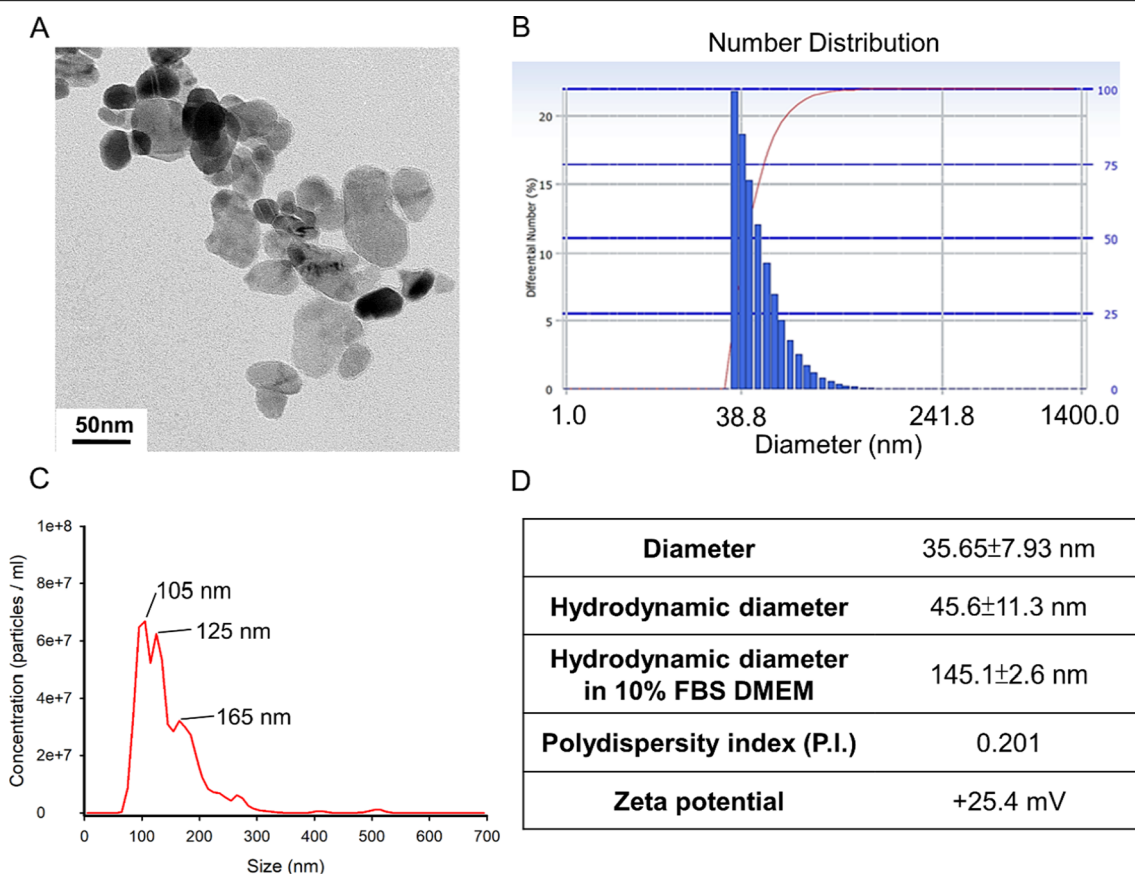 A
50nm
B
Number Distribution
Differential Number (%)
20
15
10
5
0
100
75
50
25
0
1.0 38.8 241.8 1400.0
Diameter (nm)
C
Concentration (particles / ml)
1e+8
8e+7
6e+7
4e+7
2e+7
0
105 nm
125 nm
165 nm
0 100 200 300 400 500 600 700
Size (nm)
D
Diameter 35.65±7.93 nm
Hydrodynamic diameter 45.6±11.3 nm
Hydrodynamic diameter
in 10% FBS DMEM 145.1±2.6 nm
Polydispersity index (P.I.) 0.201
Zeta potential +25.4 mV